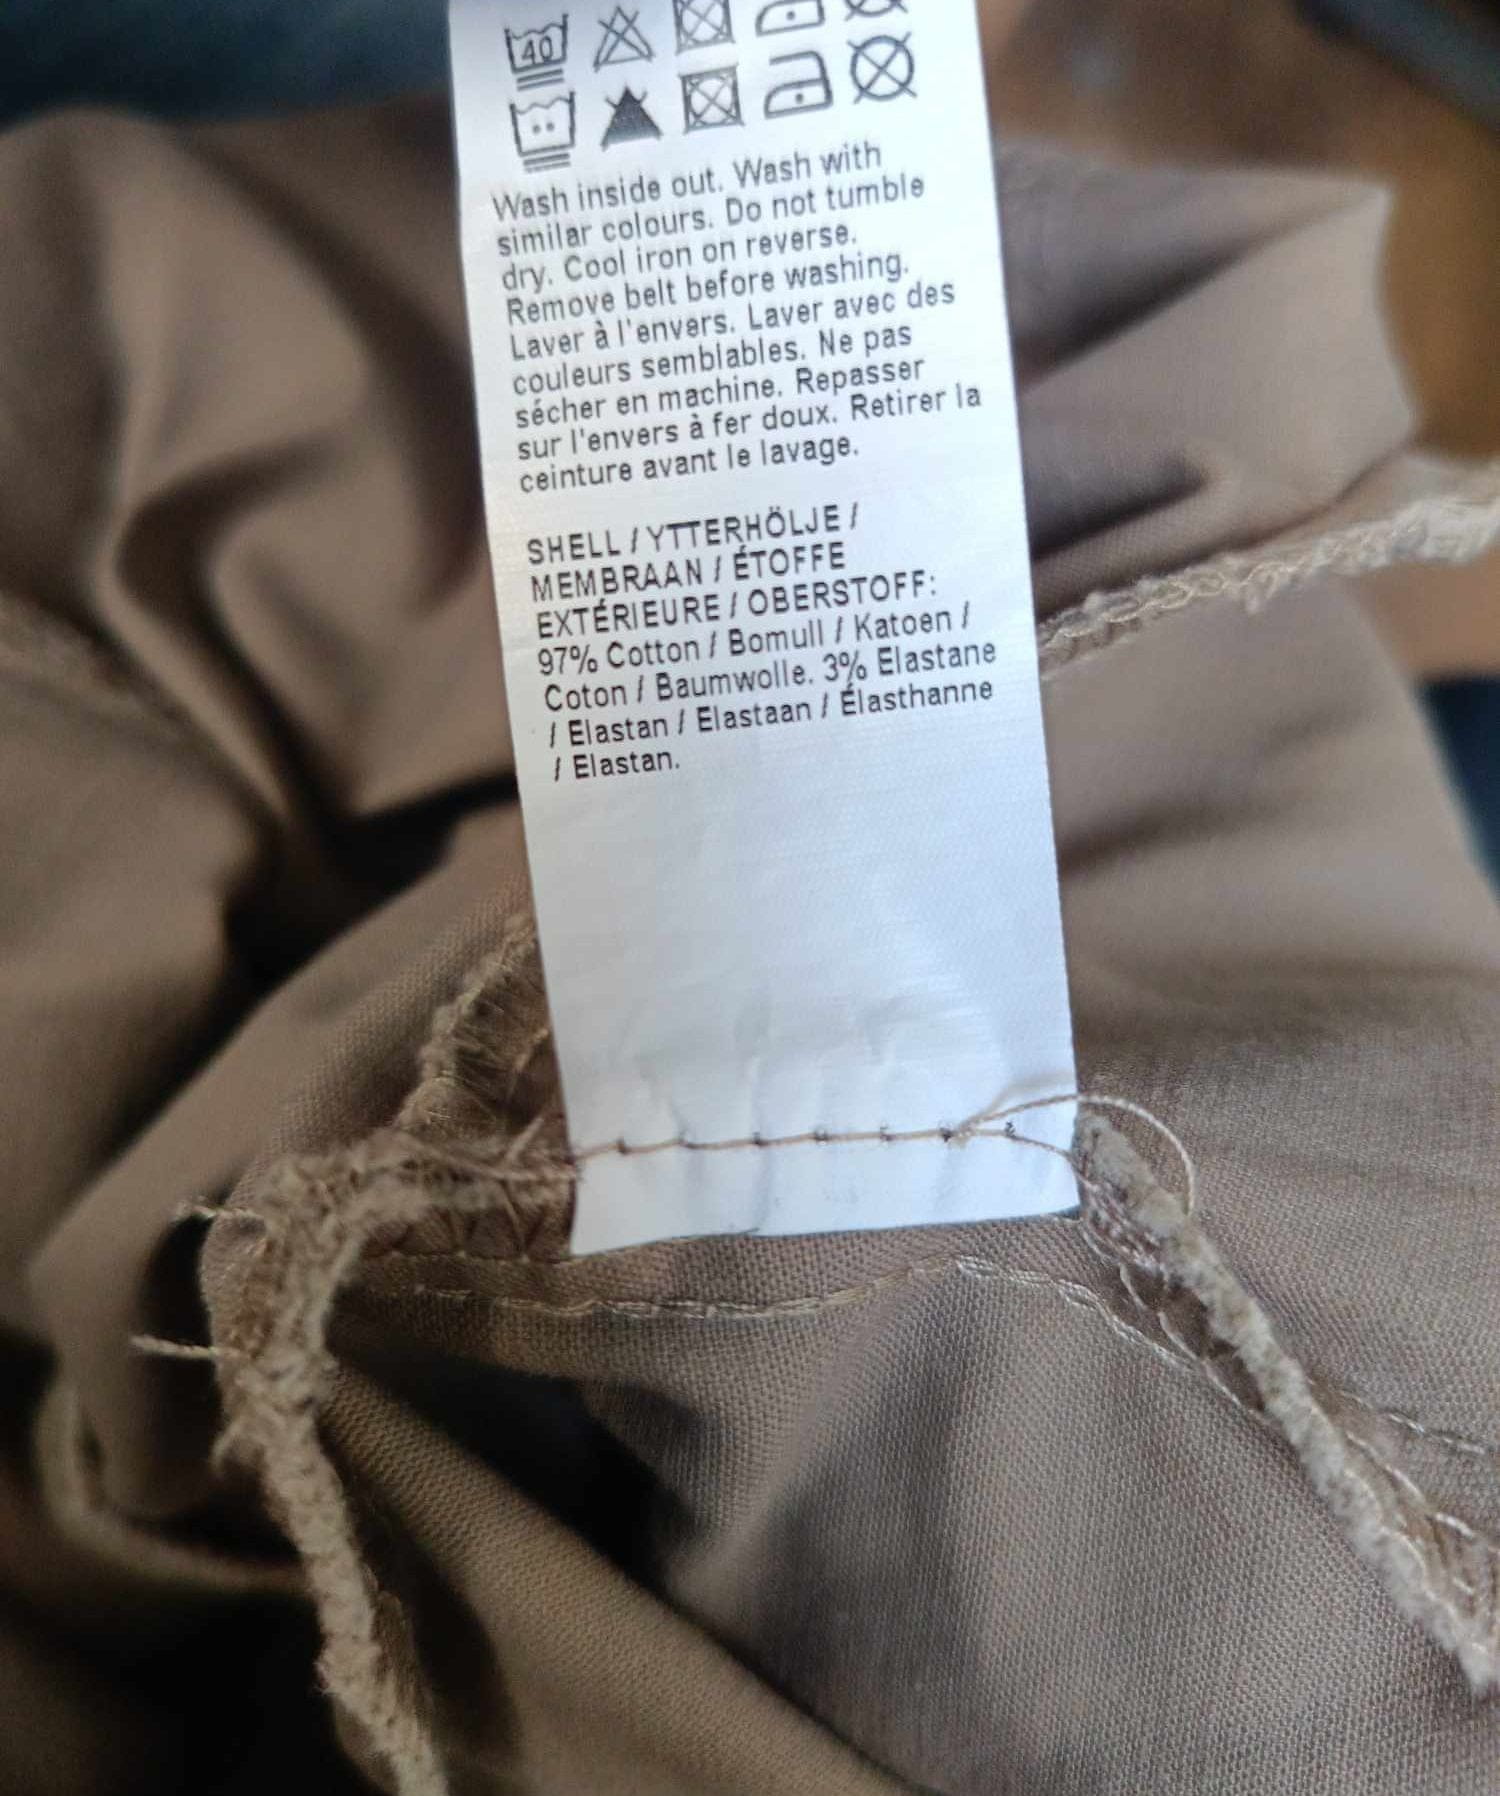 40
Wash inside out. Wash with
similar colours. Do not tumble
dry. Cool iron on reverse.
Remove belt before washing.
Laver à l'envers. Laver avec des
couleurs semblables. Ne pas
sécher en machine. Repasser
sur l'envers à fer doux. Retirer la
ceinture avant le lavage.
SHELL / YTTERHÖLJE /
MEMBRAAN / ÉTOFFE
EXTÉRIEURE / OBERSTOFF:
97% Cotton / Bomull / Katoen /
Coton / Baumwolle. 3% Elastane
/ Elastan / Elastaan / Élasthanne
/ Elastan.